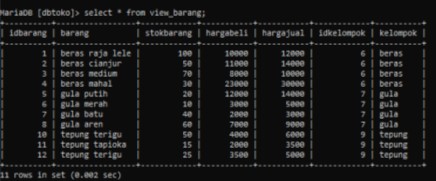 MariaDB [dbtoko]> select * from view_barang;
| idbarang | barang | stokbarang | hargabeli | hargajual | idkelompok | kelompok |
| 1 | beras raja lele | 100 | 10000 | 12000 | 6 | beras |
| 2 | beras cianjur | 50 | 11000 | 14000 | 6 | beras |
| 3 | beras medium | 70 | 8000 | 10000 | 6 | beras |
| 4 | beras mahal | 30 | 23000 | 30000 | 6 | beras |
| 5 | gula putih | 20 | 12000 | 14000 | 7 | gula |
| 6 | gula merah | 10 | 3000 | 5000 | 7 | gula |
| 7 | gula batu | 40 | 2000 | 3000 | 7 | gula |
| 8 | gula aren | 60 | 7000 | 9000 | 7 | gula |
| 10 | tepung terigu | 50 | 4000 | 6000 | 9 | tepung |
| 11 | tepung tapioka | 15 | 2000 | 3500 | 9 | tepung |
| 12 | tepung terigu | 25 | 3500 | 5000 | 9 | tepung |
11 rows in set (0.002 sec)